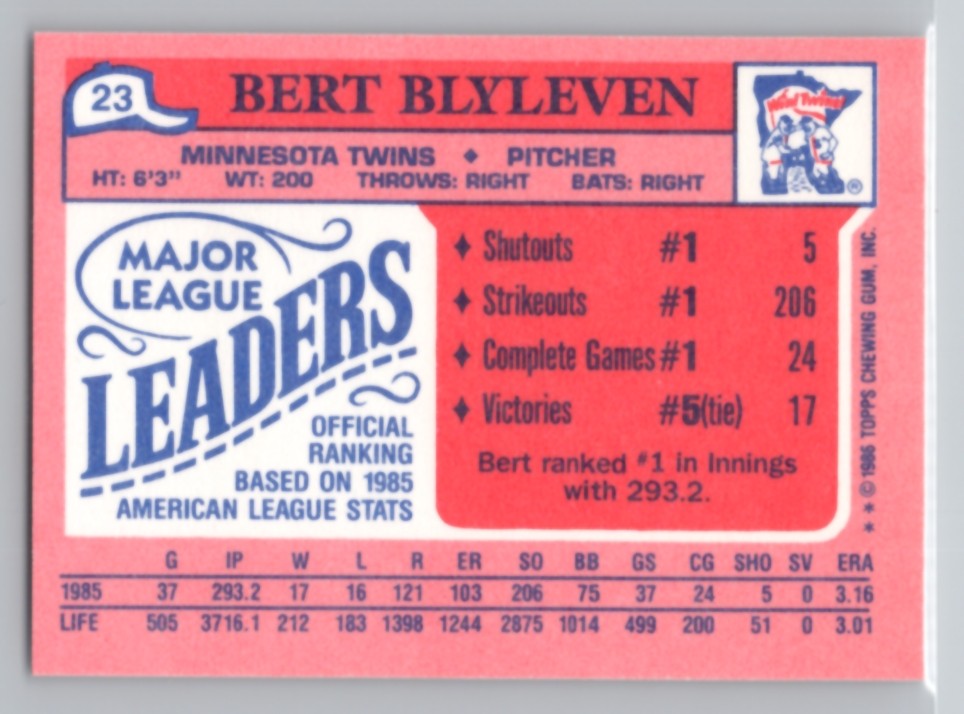 23
BERT BLYLEVEN
Win! Twins
®
MINNESOTA TWINS ♦ PITCHER
HT: 6'3" WT: 200 THROWS: RIGHT BATS: RIGHT
MAJOR
LEAGUE
LEADERS
OFFICIAL
RANKING
BASED ON 1985
AMERICAN LEAGUE STATS
♦ Shutouts #1 5
♦ Strikeouts #1 206
♦ Complete Games #1 24
♦ Victories #5(tie) 17
Bert ranked #1 in Innings
with 293.2.
* * © 1986 TOPPS CHEWING GUM, INC.
G IP W L R ER SO BB GS CG SHO SV ERA
1985 37 293.2 17 16 121 103 206 75 37 24 5 0 3.16
LIFE 505 3716.1 212 183 1398 1244 2875 1014 499 200 51 0 3.01